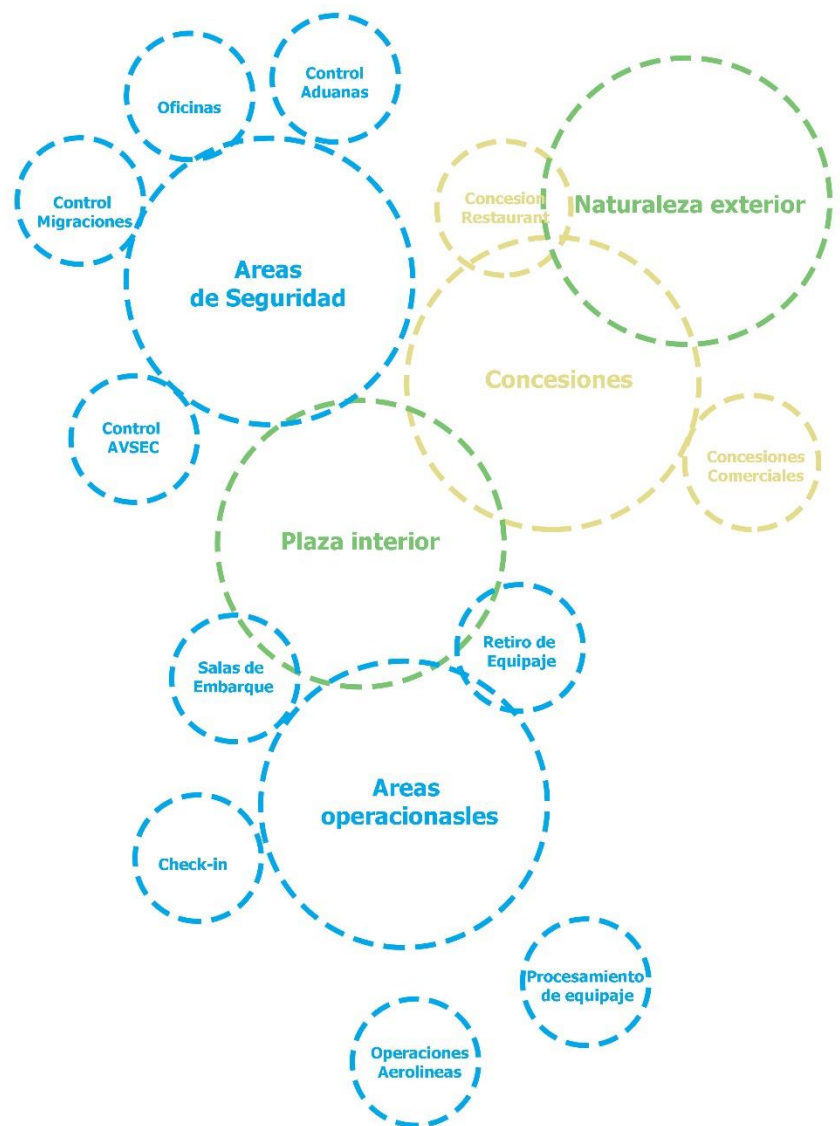 Control
Aduanas
Oficinas
Control
Migraciones
Concesion
Restaurant
Naturaleza exterior
Areas
de Seguridad
Concesiones
Control
AVSEC
Concesiones
Comerciales
Plaza interior
Retiro de
Equipaje
Salas de
Embarque
Areas
operacionasles
Check-in
Procesamiento
de equipaje
Operaciones
Aerolineas